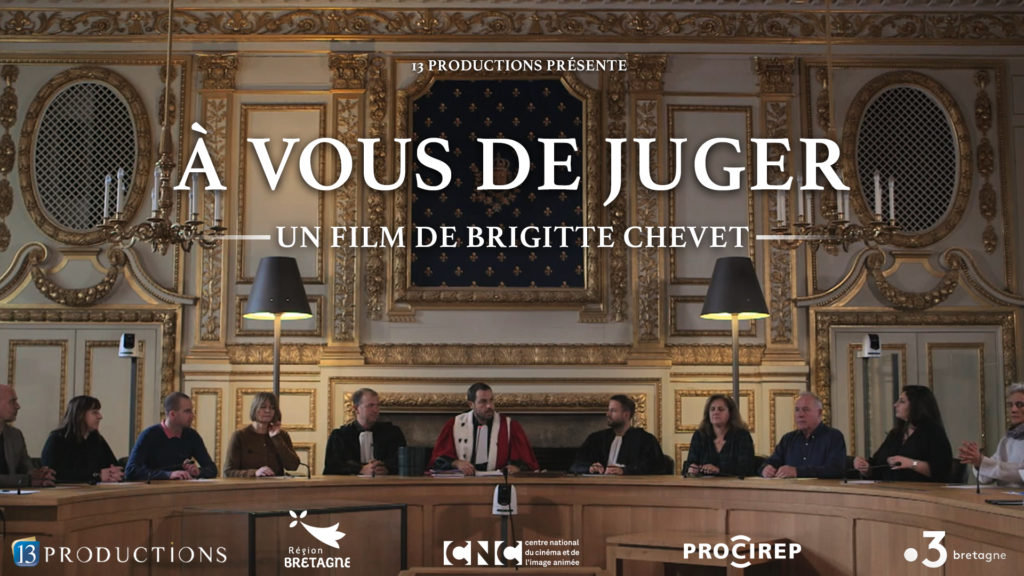 13 PRODUCTIONS PRÉSENTE
À VOUS DE JUGER
UN FILM DE BRIGITTE CHEVET
13 PRODUCTIONS
Région
BRETAGNE
CNC
centre national
du cinéma et de
l'image animée
PROCIREP
3 bretagne